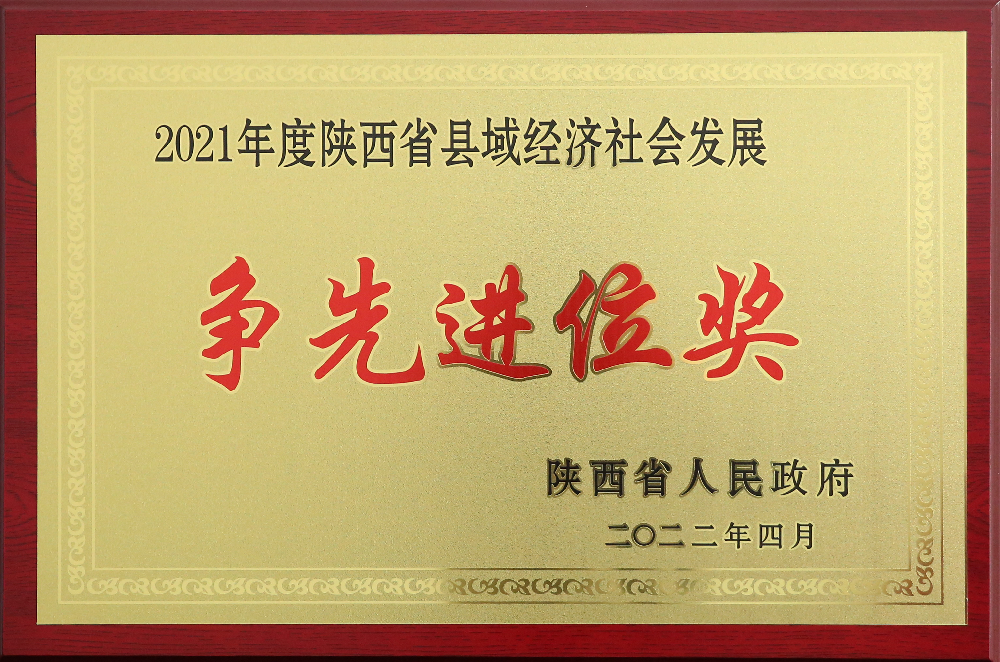 2021年度陕西省县域经济社会发展
争先进位奖
陕西省人民政府
二〇二二年四月